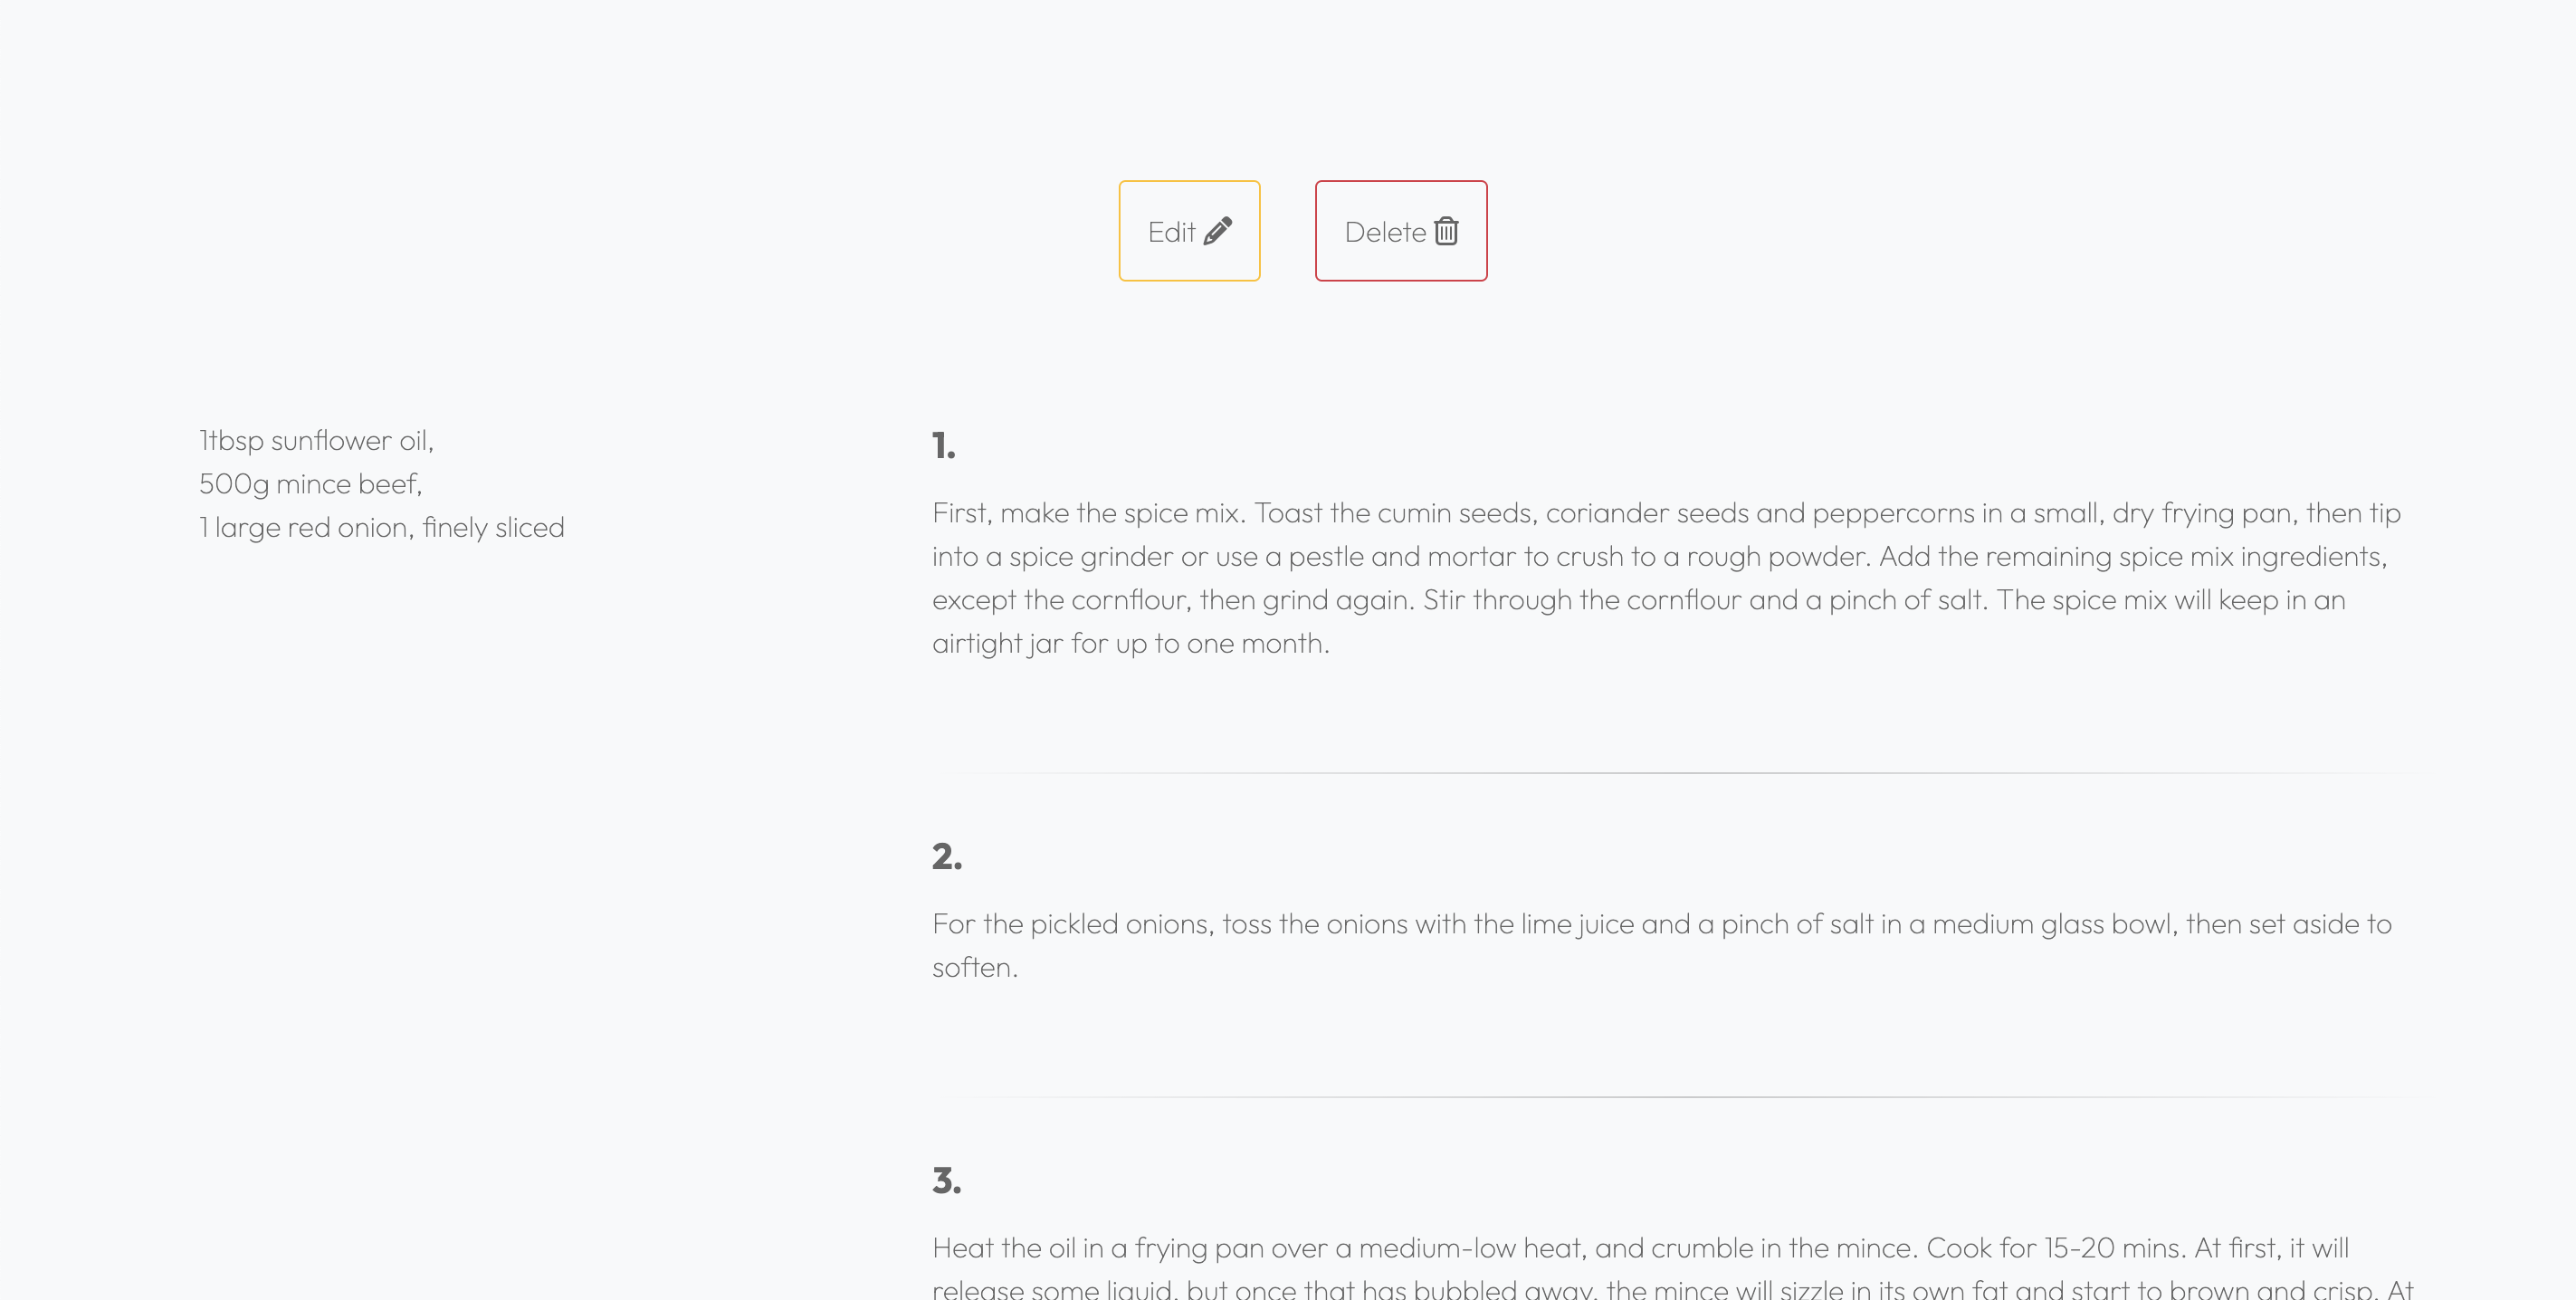 Edit
Delete
1tbsp sunflower oil,
500g mince beef,
1 large red onion, finely sliced
1.
First, make the spice mix. Toast the cumin seeds, coriander seeds and peppercorns in a small, dry frying pan, then tip
into a spice grinder or use a pestle and mortar to crush to a rough powder. Add the remaining spice mix ingredients,
except the cornflour, then grind again. Stir through the cornflour and a pinch of salt. The spice mix will keep in an
airtight jar for up to one month.
2.
For the pickled onions, toss the onions with the lime juice and a pinch of salt in a medium glass bowl, then set aside to
soften.
3.
Heat the oil in a frying pan over a medium-low heat, and crumble in the mince. Cook for 15-20 mins. At first, it will
release some liquid, but once that has bubbled away, the mince will sizzle in its own fat and start to brown and crisp. At